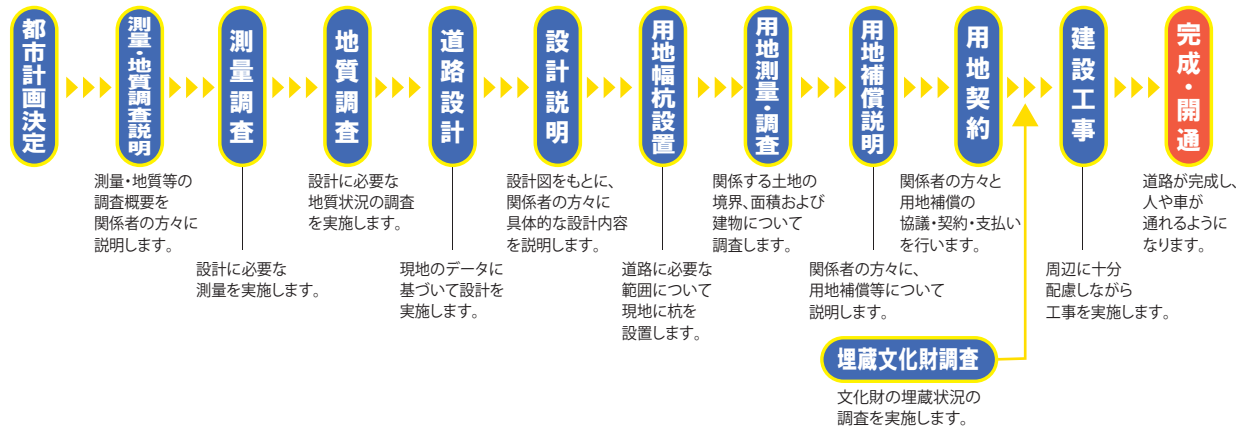 都市計画決定
測量・地質調査説明
測量調査
地質調査
道路設計
設計説明
用地幅杭設置
用地測量・調査
用地補償説明
用地契約
建設工事
完成・開通
測量・地質等の
調査概要を
関係者の方々に
説明します。
設計に必要な
測量を実施します。
設計に必要な
地質状況の調査
を実施します。
現地のデータに
基づいて設計を
実施します。
設計図をもとに、
関係者の方々に
具体的な設計内容
を説明します。
道路に必要な
範囲について
現地に杭を
設置します。
関係する土地の
境界、面積および
建物について
調査します。
関係者の方々に、
用地補償等について
説明します。
関係者の方々と
用地補償の
協議・契約・支払い
を行います。
周辺に十分
配慮しながら
工事を実施します。
道路が完成し、
人や車が
通れるように
なります。
埋蔵文化財調査
文化財の埋蔵状況の
調査を実施します。